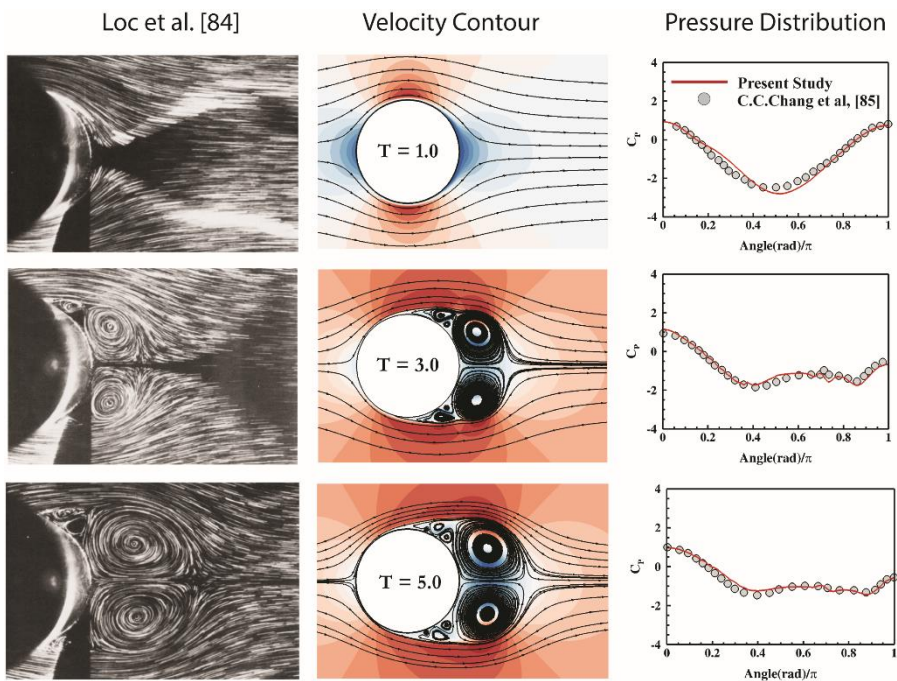 Loc et al. [84]
Velocity Contour
Pressure Distribution
T = 1.0
4
2
0
-2
-4
C_P
Present Study
C.C.Chang et al, [85]
0
0.2
0.4
0.6
0.8
1
Angle(rad)/π
T = 3.0
4
2
0
-2
-4
C_P
0
0.2
0.4
0.6
0.8
1
Angle(rad)/π
T = 5.0
4
2
0
-2
-4
C_P
0
0.2
0.4
0.6
0.8
1
Angle(rad)/π